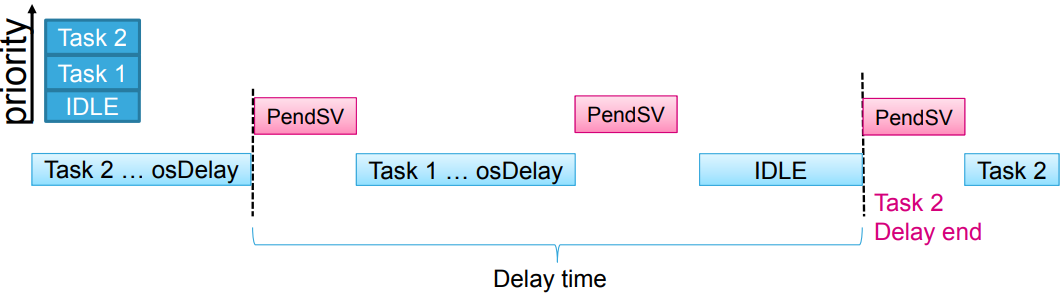 priority
Task 2
Task 1
IDLE
PendSV
PendSV
PendSV
Task 2 ... osDelay
Task 1 ... osDelay
IDLE
Task 2
Task 2
Delay end
Delay time